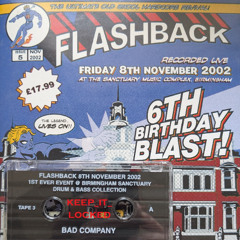 THE ULTIMATE OLD SKOOL HARDCORE REVIVAL!
ISSUE
6
NOV
2002
FLASHBACK
RECORDED LIVE
FRIDAY 8TH NOVEMBER 2002
AT THE SANCTUARY MUSIC COMPLEX, BIRMINGHAM
£17.99
THE LEGEND
LIVES ON!!
6TH
BIRTHDAY
BLAST!
FLASHBACK 8TH NOVEMBER 2002
1ST EVER EVENT @ BIRMINGHAM SANCTUARY
DRUM & BASS COLLECTION
TAPE 2
KEEP IT
LOCKED
A
BAD COMPANY